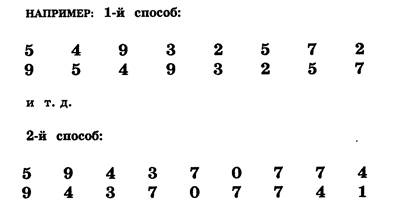 НАПРИМЕР: 1-й способ:
5 4 9 3 2 5 7 2
9 5 4 9 3 2 5 7
и т. д.
2-й способ:
5 9 4 3 7 0 7 7 4
9 4 3 7 0 7 7 4 1